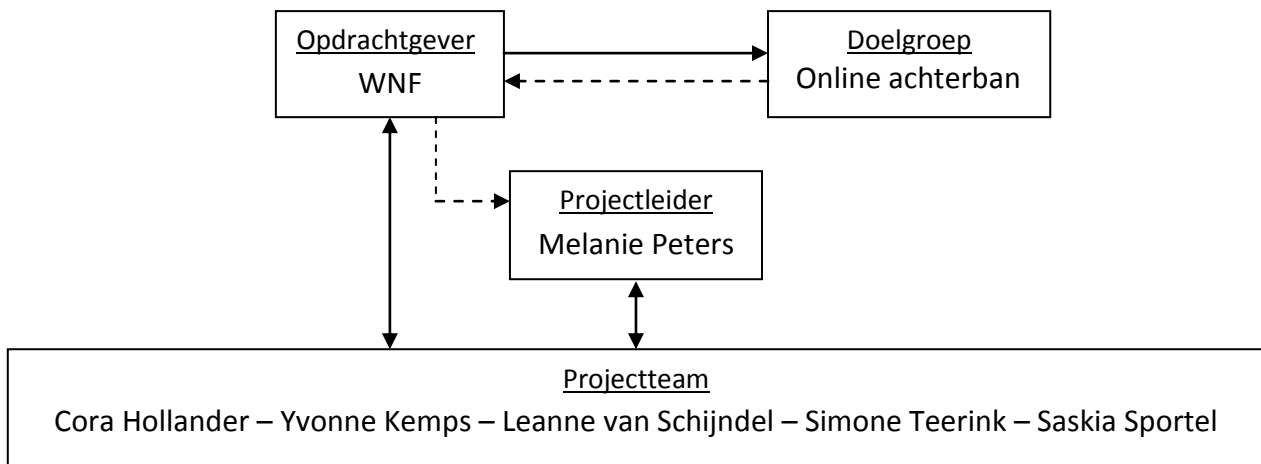 Opdrachtgever
WNF
Doelgroep
Online achterban
Projectleider
Melanie Peters
Projectteam
Cora Hollander – Yvonne Kemps – Leanne van Schijndel – Simone Teerink – Saskia Sportel